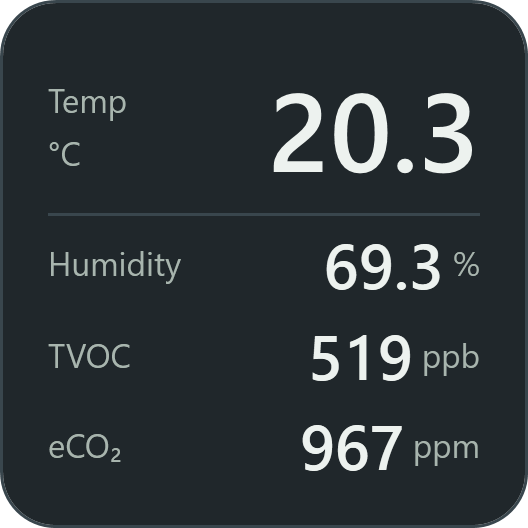 Temp 20.3
°C
Humidity 69.3 %
TVOC 519 ppb
eCO₂ 967 ppm